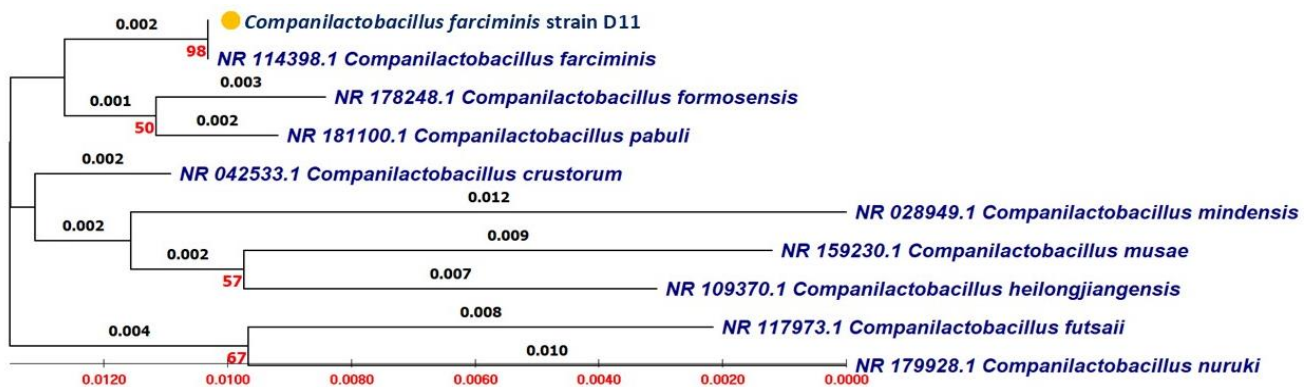 0.002
Companilactobacillus farciminis strain D11
98
NR 114398.1 Companilactobacillus farciminis
0.003
NR 178248.1 Companilactobacillus formosensis
0.001
50
0.002
NR 181100.1 Companilactobacillus pabuli
0.002
NR 042533.1 Companilactobacillus crustorum
0.012
NR 028949.1 Companilactobacillus mindensis
0.002
0.009
NR 159230.1 Companilactobacillus musae
0.002
57
0.007
NR 109370.1 Companilactobacillus heilongjiangensis
0.008
NR 117973.1 Companilactobacillus futsaii
0.004
67
0.010
NR 179928.1 Companilactobacillus nuruki
0.0120 0.0100 0.0080 0.0060 0.0040 0.0020 0.0000